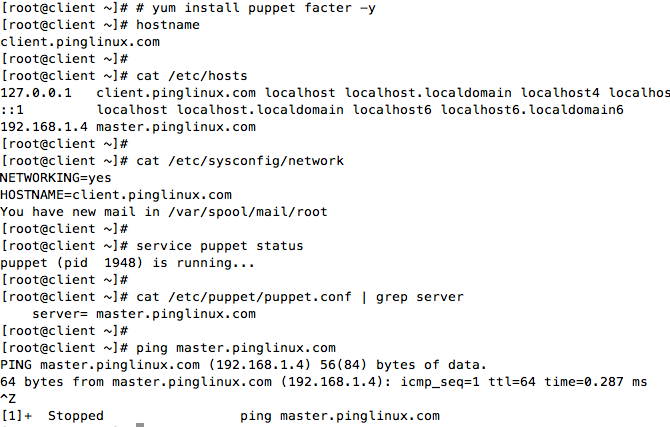 [root@client ~]# # yum install puppet facter –y
[root@client ~]# hostname
client.pinglinux.com
[root@client ~]#
[root@client ~]# cat /etc/hosts
127.0.0.1   client.pinglinux.com localhost localhost.localdomain localhost4 localhos
::1         localhost localhost.localdomain localhost6 localhost6.localdomain6
192.168.1.4 master.pinglinux.com
[root@client ~]#
[root@client ~]# cat /etc/sysconfig/network
NETWORKING=yes
HOSTNAME=client.pinglinux.com
You have new mail in /var/spool/mail/root
[root@client ~]#
[root@client ~]# service puppet status
puppet (pid  1948) is running...
[root@client ~]#
[root@client ~]# cat /etc/puppet/puppet.conf | grep server
    server= master.pinglinux.com
[root@client ~]#
[root@client ~]# ping master.pinglinux.com
PING master.pinglinux.com (192.168.1.4) 56(84) bytes of data.
64 bytes from master.pinglinux.com (192.168.1.4): icmp_seq=1 ttl=64 time=0.287 ms
^Z
[1]+  Stopped                 ping master.pinglinux.com